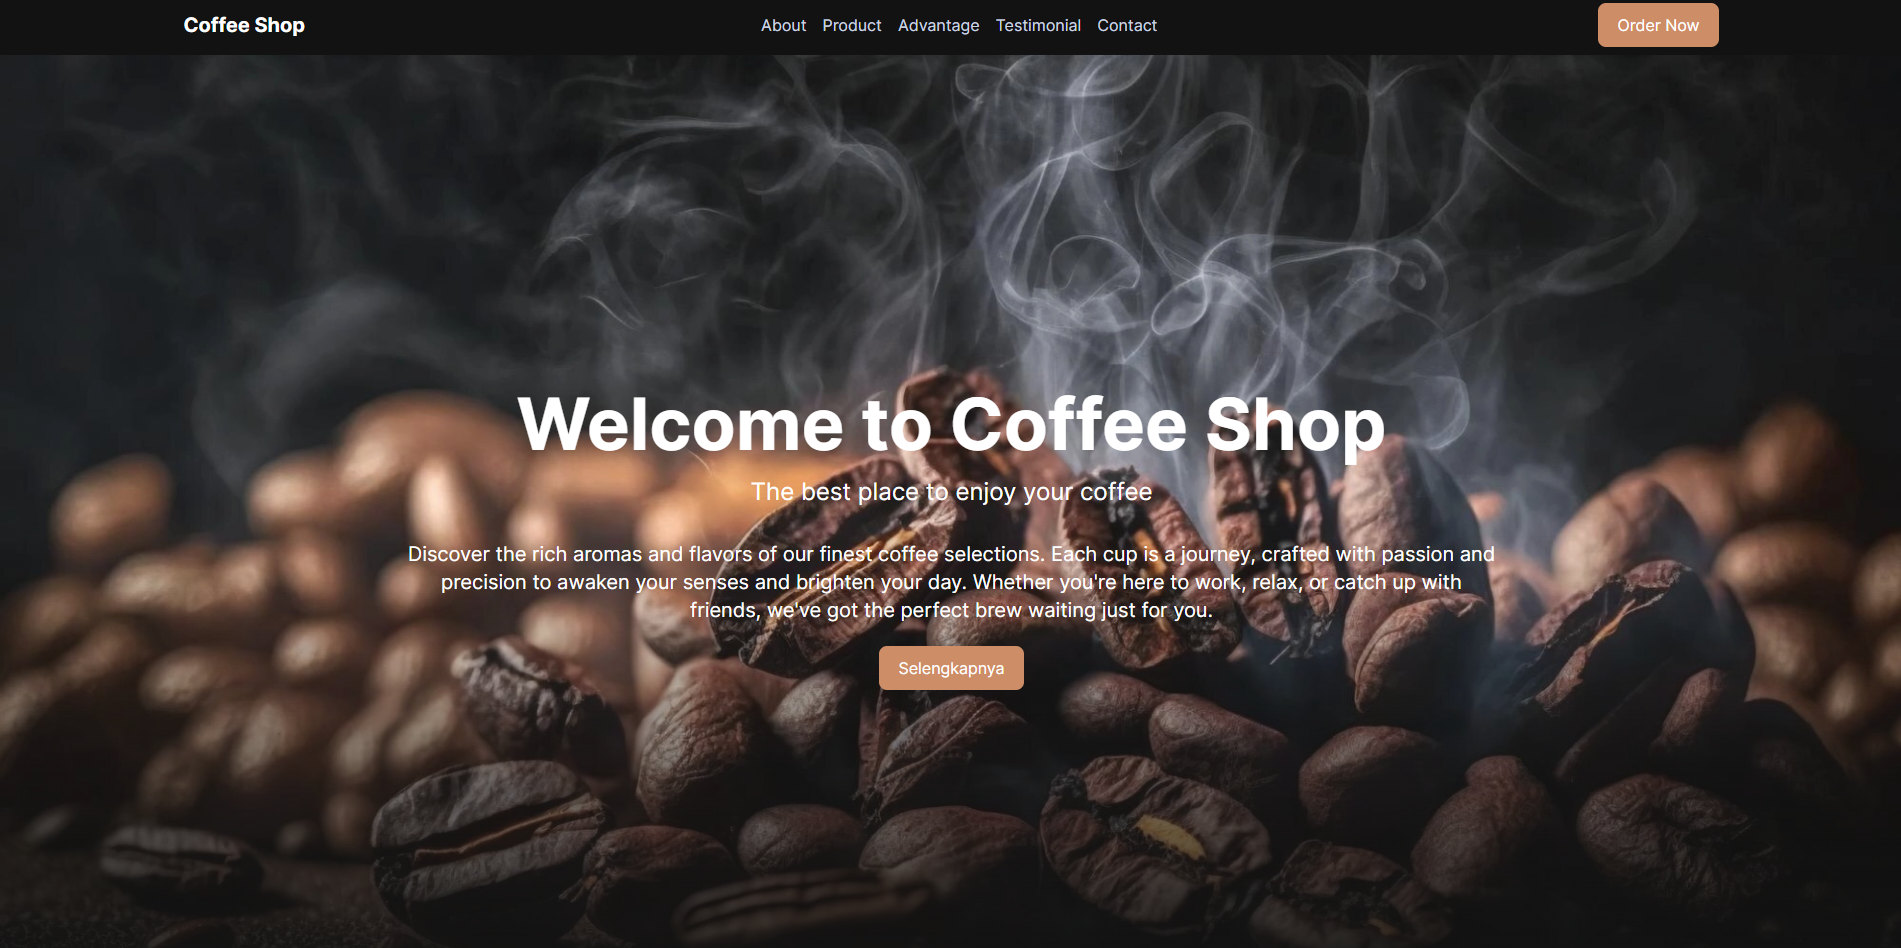 Coffee Shop
About Product Advantage Testimonial Contact
Order Now
Welcome to Coffee Shop
The best place to enjoy your coffee
Discover the rich aromas and flavors of our finest coffee selections. Each cup is a journey, crafted with passion and
precision to awaken your senses and brighten your day. Whether you're here to work, relax, or catch up with
friends, we've got the perfect brew waiting just for you.
Selengkapnya